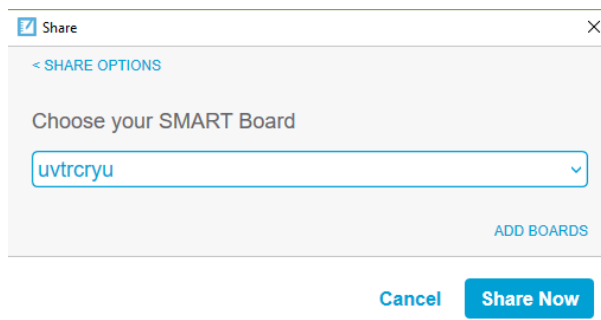 Share
< SHARE OPTIONS
Choose your SMART Board
uvtrcryu
ADD BOARDS
Cancel
Share Now